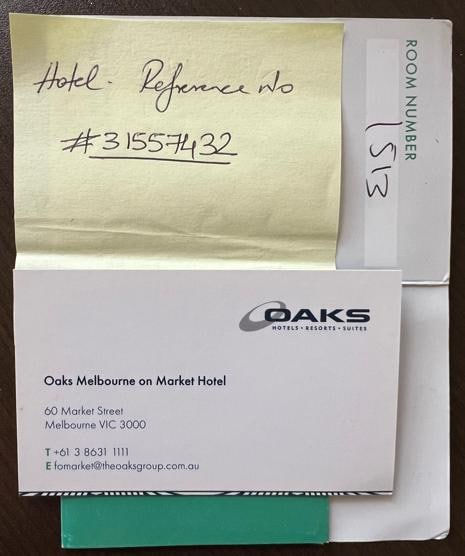 Hotel - Refrence No
#31557432
ROOM NUMBER
1513
OAKS
HOTELS • RESORTS • SUITES
Oaks Melbourne on Market Hotel
60 Market Street
Melbourne VIC 3000
T +61 3 8631 1111
E fomarket@theoaksgroup.com.au